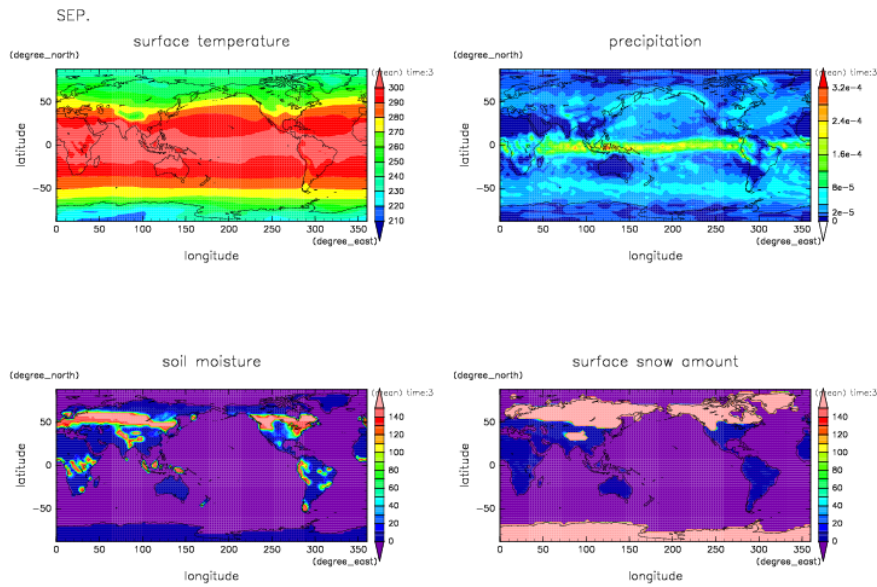 SEP.
surface temperature
(degree_north)
(mean) time:3
300
290
280
270
260
250
240
230
220
210
50
0
−50
latitude
0 50 100 150 200 250 300 350
(degree_east)
longitude
precipitation
(degree_north)
(mean) time:3
3.2e−4
2.4e−4
1.6e−4
8e−5
2e−5
0
50
0
−50
latitude
0 50 100 150 200 250 300 350
(degree_east)
longitude
soil moisture
(degree_north)
(mean) time:3
140
120
100
80
60
40
20
0
50
0
−50
latitude
0 50 100 150 200 250 300 350
(degree_east)
longitude
surface snow amount
(degree_north)
(mean) time:3
140
120
100
80
60
40
20
0
50
0
−50
latitude
0 50 100 150 200 250 300 350
(degree_east)
longitude